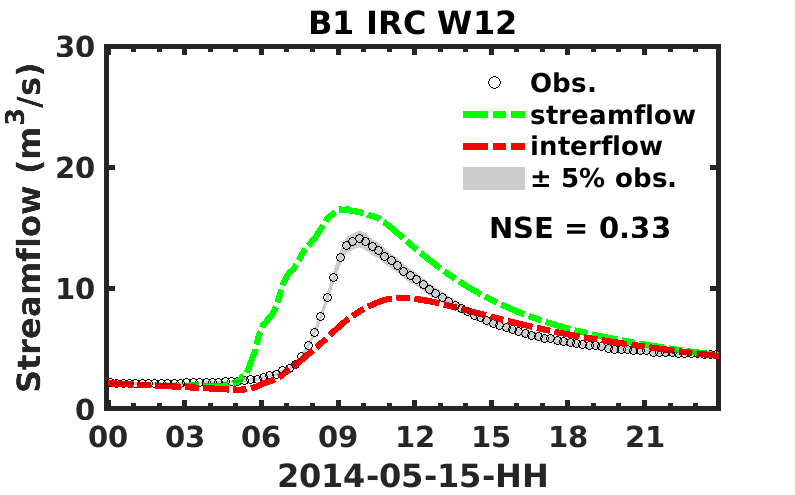 B1 IRC W12
Streamflow (m³/s)
30
20
10
0
Obs.
streamflow
interflow
± 5% obs.
NSE = 0.33
00 03 06 09 12 15 18 21
2014-05-15-HH